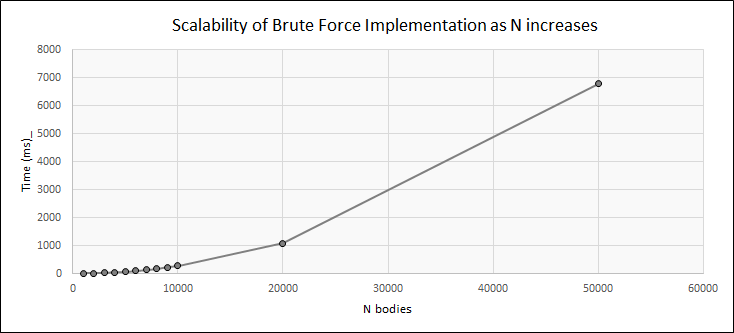 Scalability of Brute Force Implementation as N increases
8000
7000
6000
5000
4000
3000
2000
1000
0
Time (ms)_
0 10000 20000 30000 40000 50000 60000
N bodies